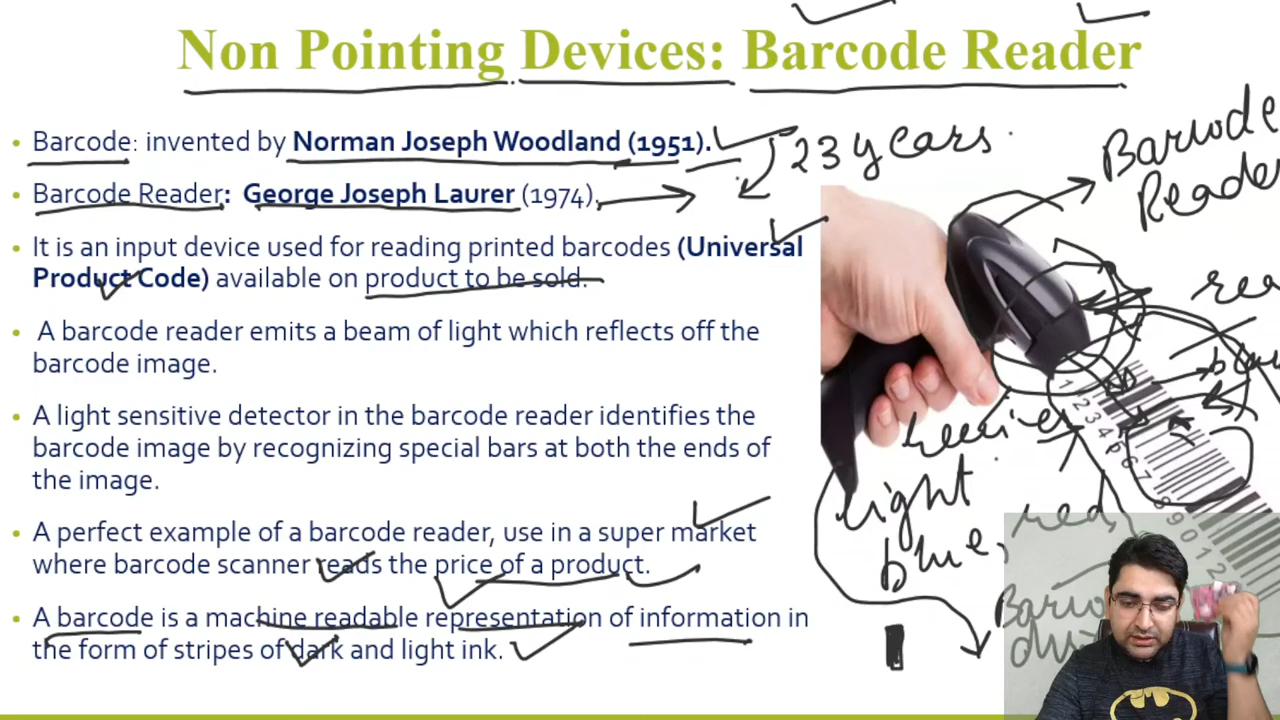 Non Pointing Devices: Barcode Reader
• Barcode: invented by Norman Joseph Woodland (1951).
23 years.
Barcode
Reader
• Barcode Reader: George Joseph Laurer (1974).
• It is an input device used for reading printed barcodes (Universal
Product Code) available on product to be sold.
• A barcode reader emits a beam of light which reflects off the
barcode image.
• A light sensitive detector in the barcode reader identifies the
barcode image by recognizing special bars at both the ends of
the image.
light
blue, red
• A perfect example of a barcode reader, use in a super market
where barcode scanner reads the price of a product.
• A barcode is a machine readable representation of information in
the form of stripes of dark and light ink.